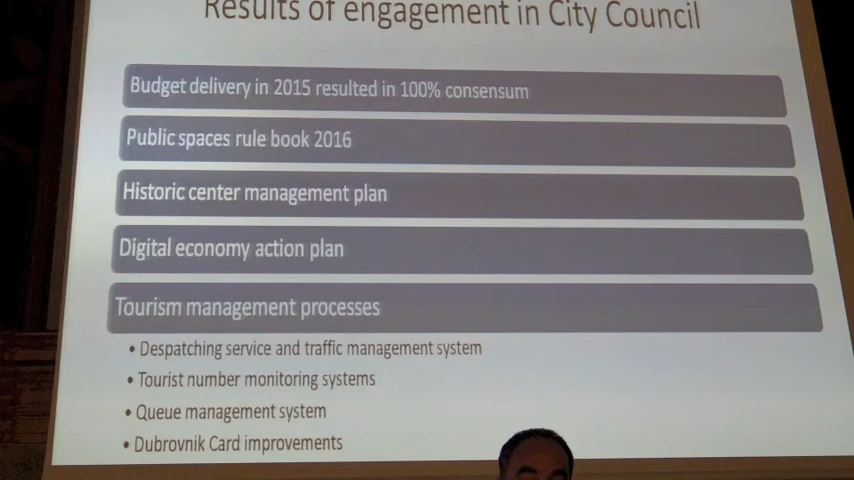 Results of engagement in City Council
Budget delivery in 2015 resulted in 100% consensum
Public spaces rule book 2016
Historic center management plan
Digital economy action plan
Tourism management processes
• Despatching service and traffic management system
• Tourist number monitoring systems
• Queue management system
• Dubrovnik Card improvements